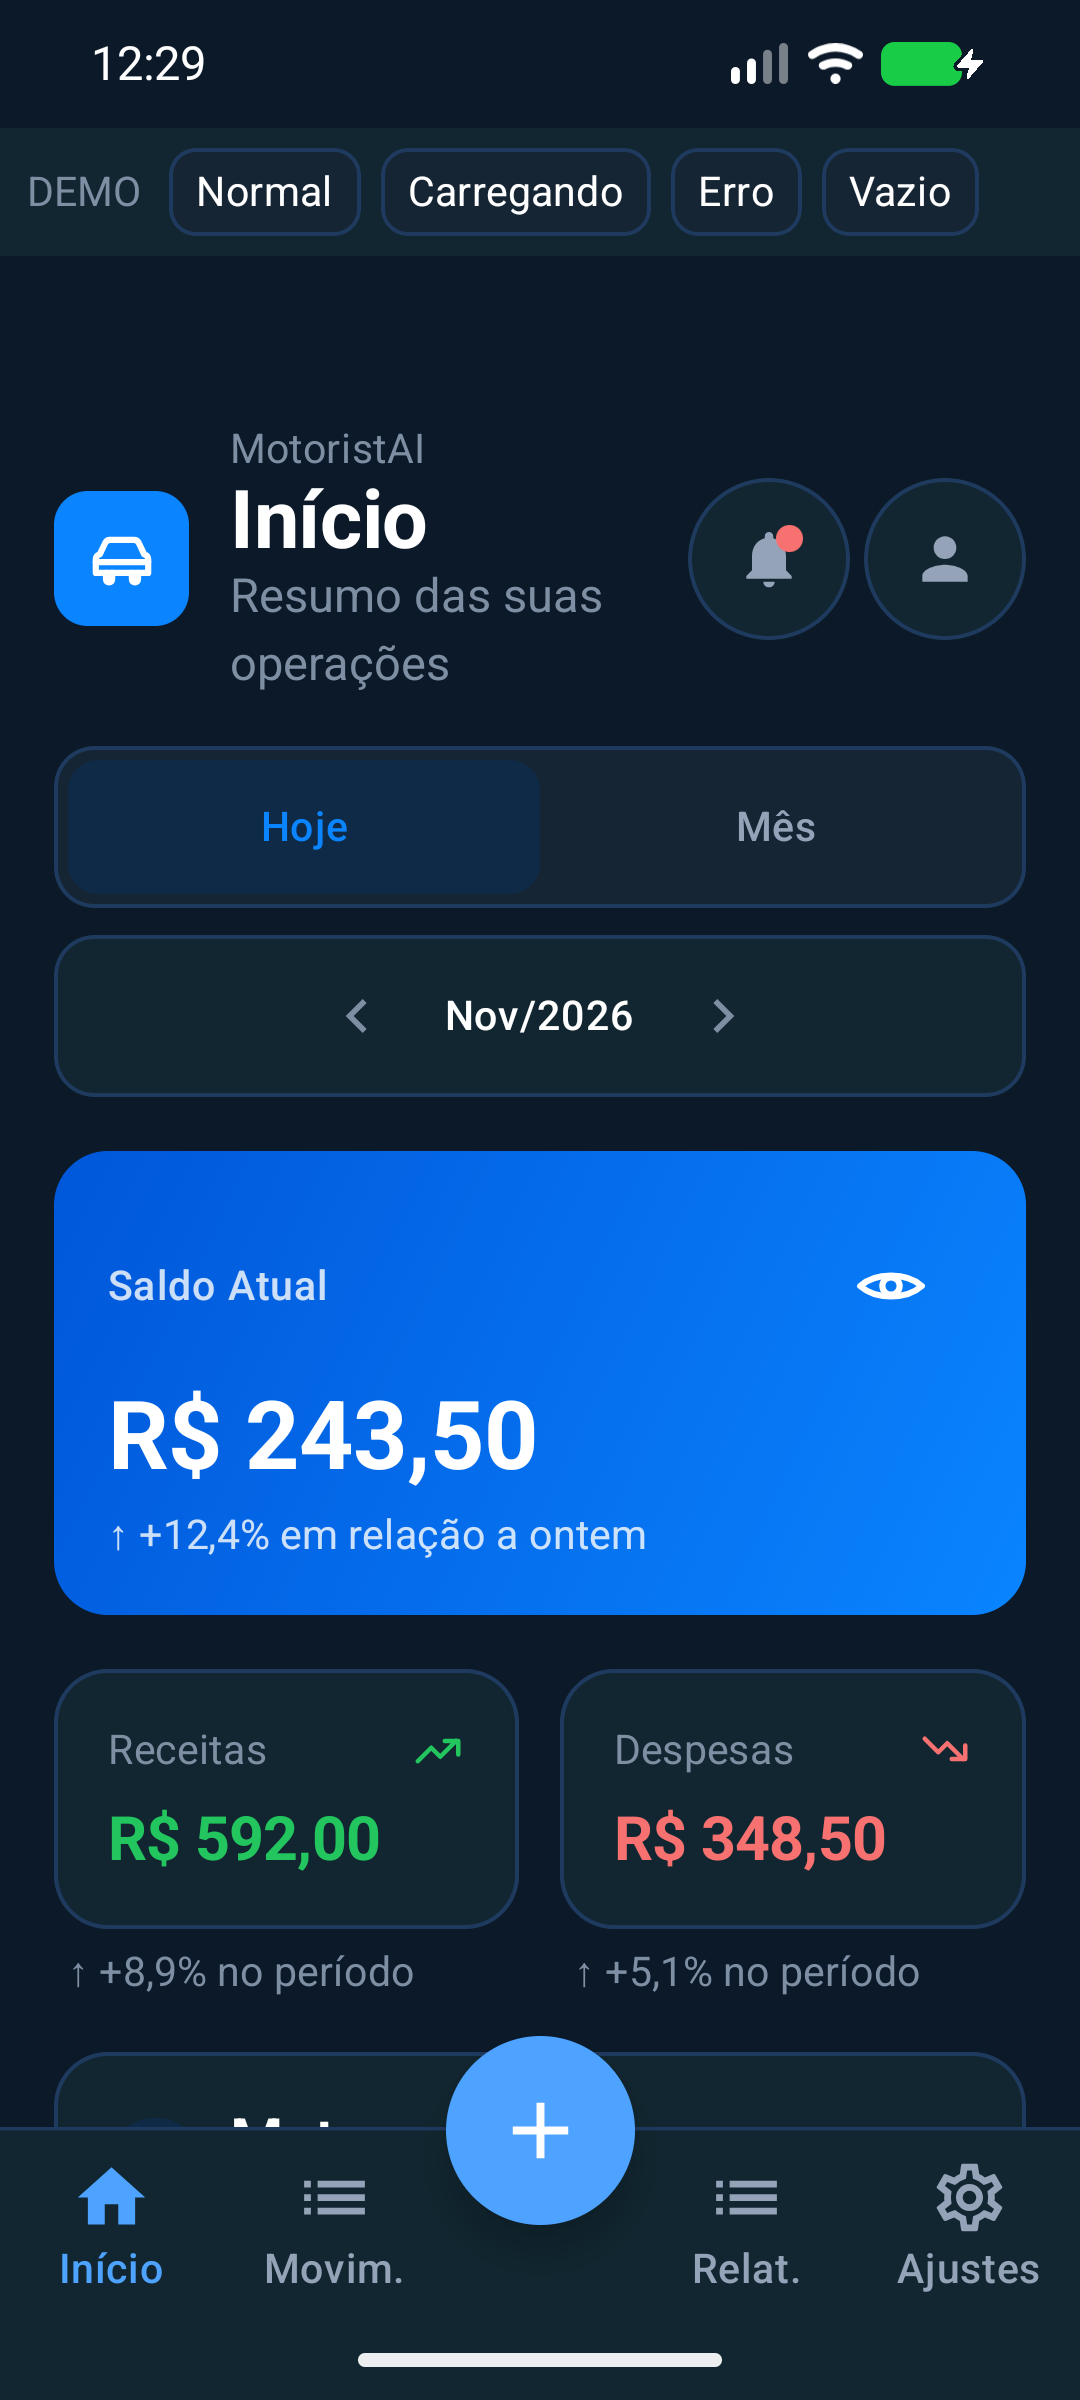 12:29
DEMO Normal Carregando Erro Vazio
MotoristAI
Início
Resumo das suas
operações
Hoje Mês
Nov/2026
Saldo Atual
R$ 243,50
↑ +12,4% em relação a ontem
Receitas Despesas
R$ 592,00 R$ 348,50
↑ +8,9% no período ↑ +5,1% no período
Início Movim. Relat. Ajustes